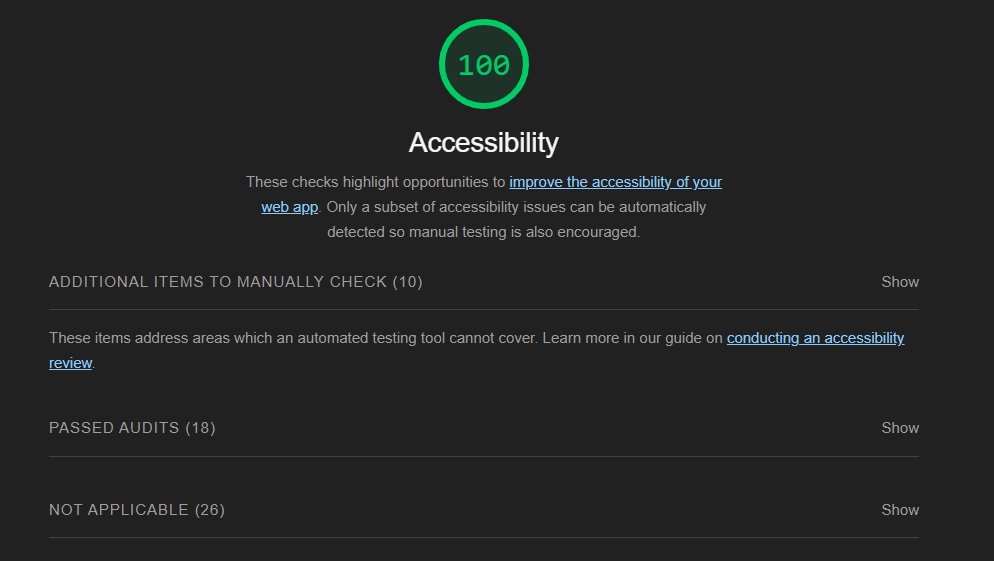 100
Accessibility
These checks highlight opportunities to improve the accessibility of your
web app. Only a subset of accessibility issues can be automatically
detected so manual testing is also encouraged.
ADDITIONAL ITEMS TO MANUALLY CHECK (10) Show
These items address areas which an automated testing tool cannot cover. Learn more in our guide on conducting an accessibility
review.
PASSED AUDITS (18) Show
NOT APPLICABLE (26) Show